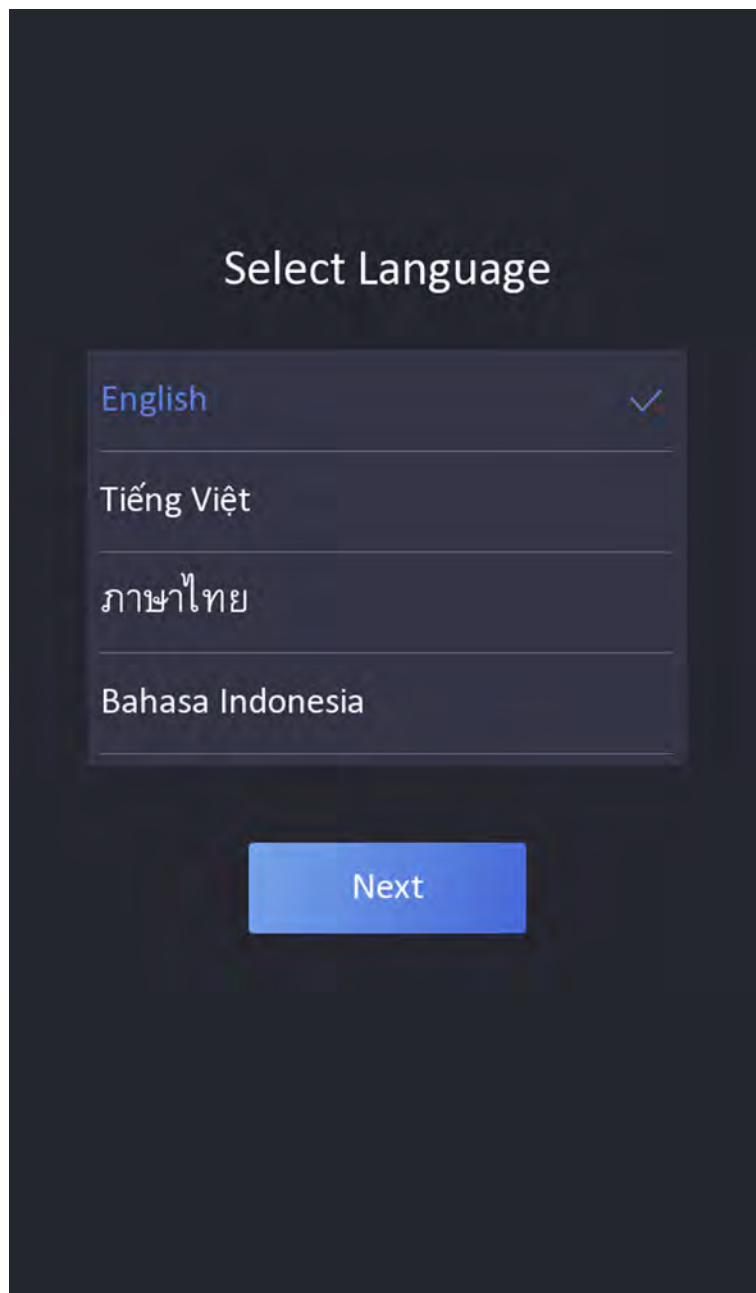 Select Language
English
Tiếng Việt
ภาษาไทย
Bahasa Indonesia
Next